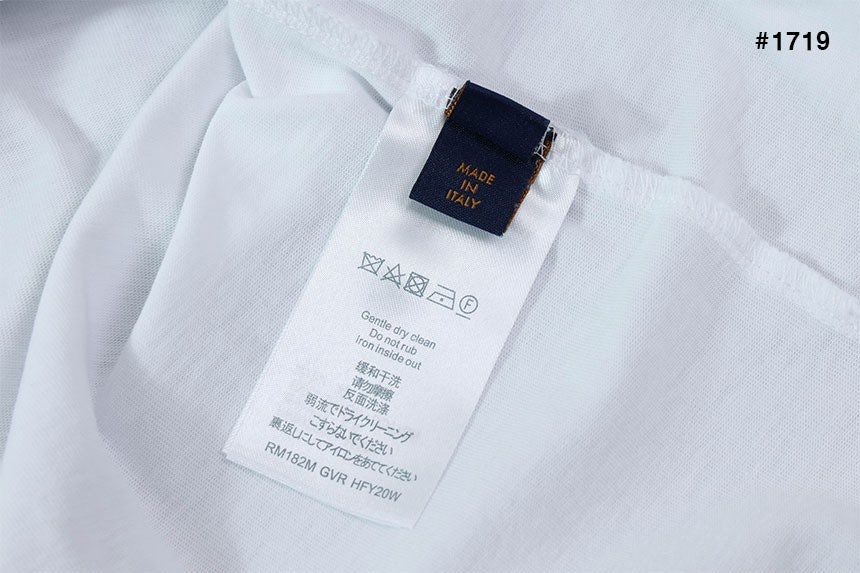 #1719
MADE
IN
ITALY
F
Gentle dry clean
Do not rub
iron inside out
缓和干洗
请勿摩擦
反面洗涤
弱流でドライクリーニング
こすらないでください
裏返しにしてアイロンをあててください
RM182M GVR HFY20W